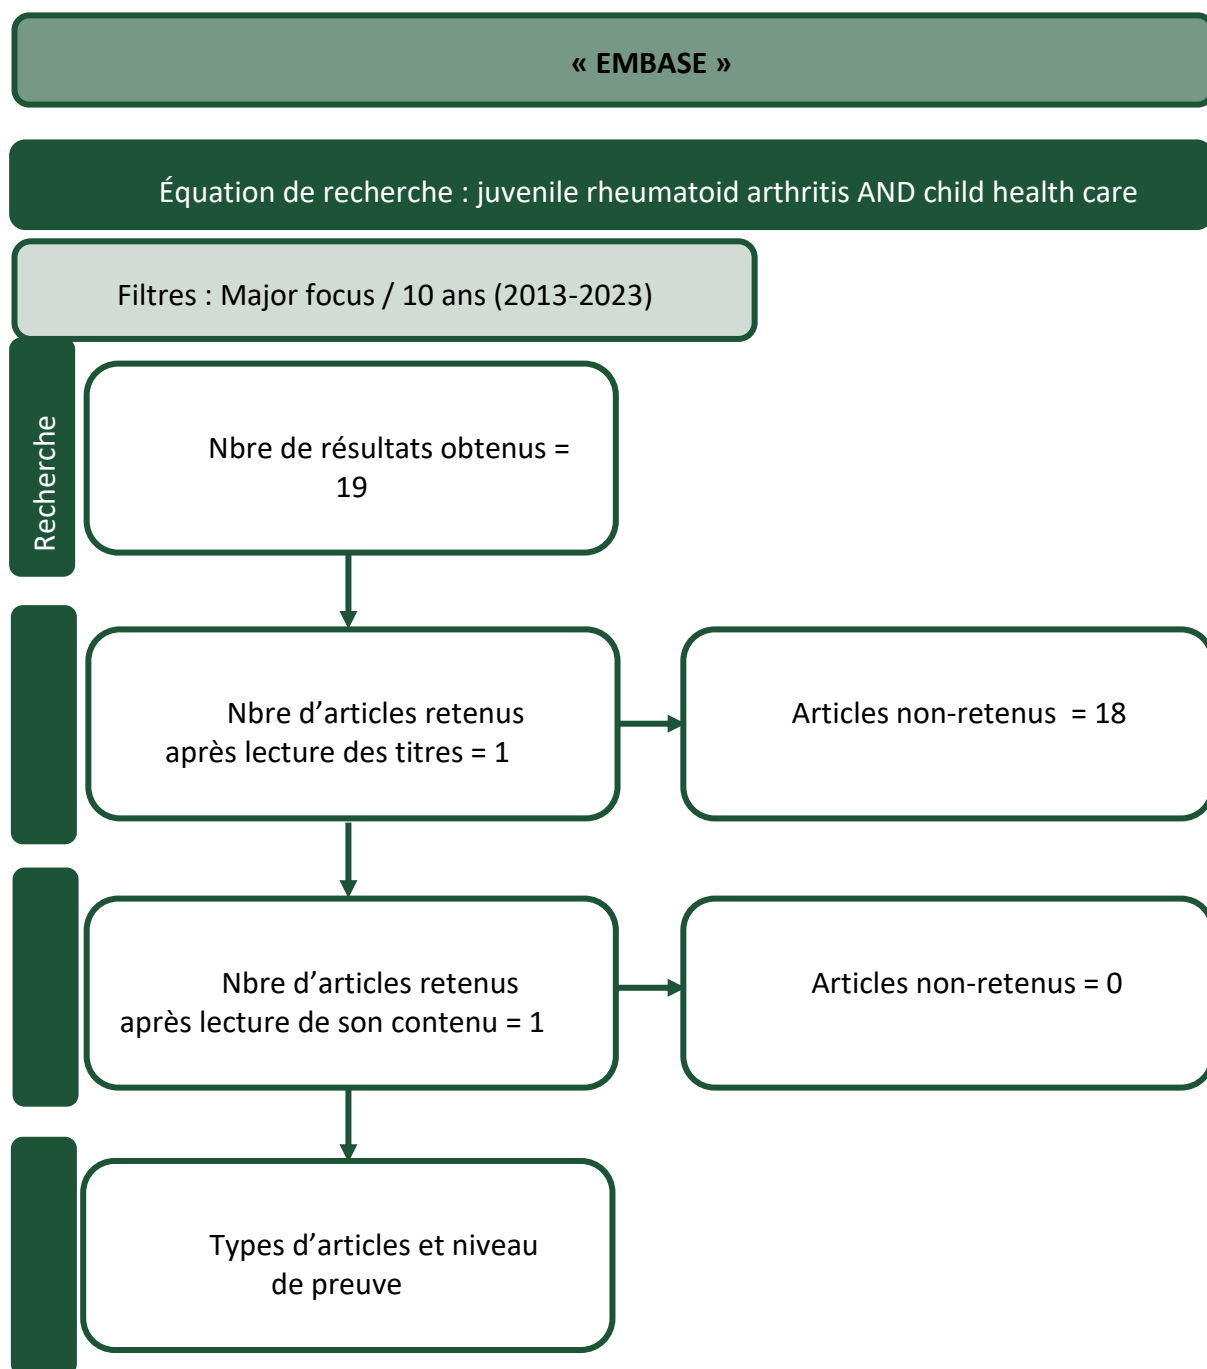 « EMBASE »
Équation de recherche : juvenile rheumatoid arthritis AND child health care
Filtres : Major focus / 10 ans (2013-2023)
Recherche
Nbre de résultats obtenus =
19
Nbre d’articles retenus
après lecture des titres = 1
Articles non-retenus = 18
Nbre d’articles retenus
après lecture de son contenu = 1
Articles non-retenus = 0
Types d’articles et niveau
de preuve